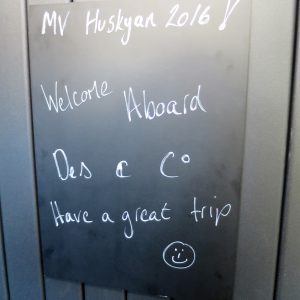 MV Huskyan 2016!
Welcome Aboard
Des & Co
Have a great trip